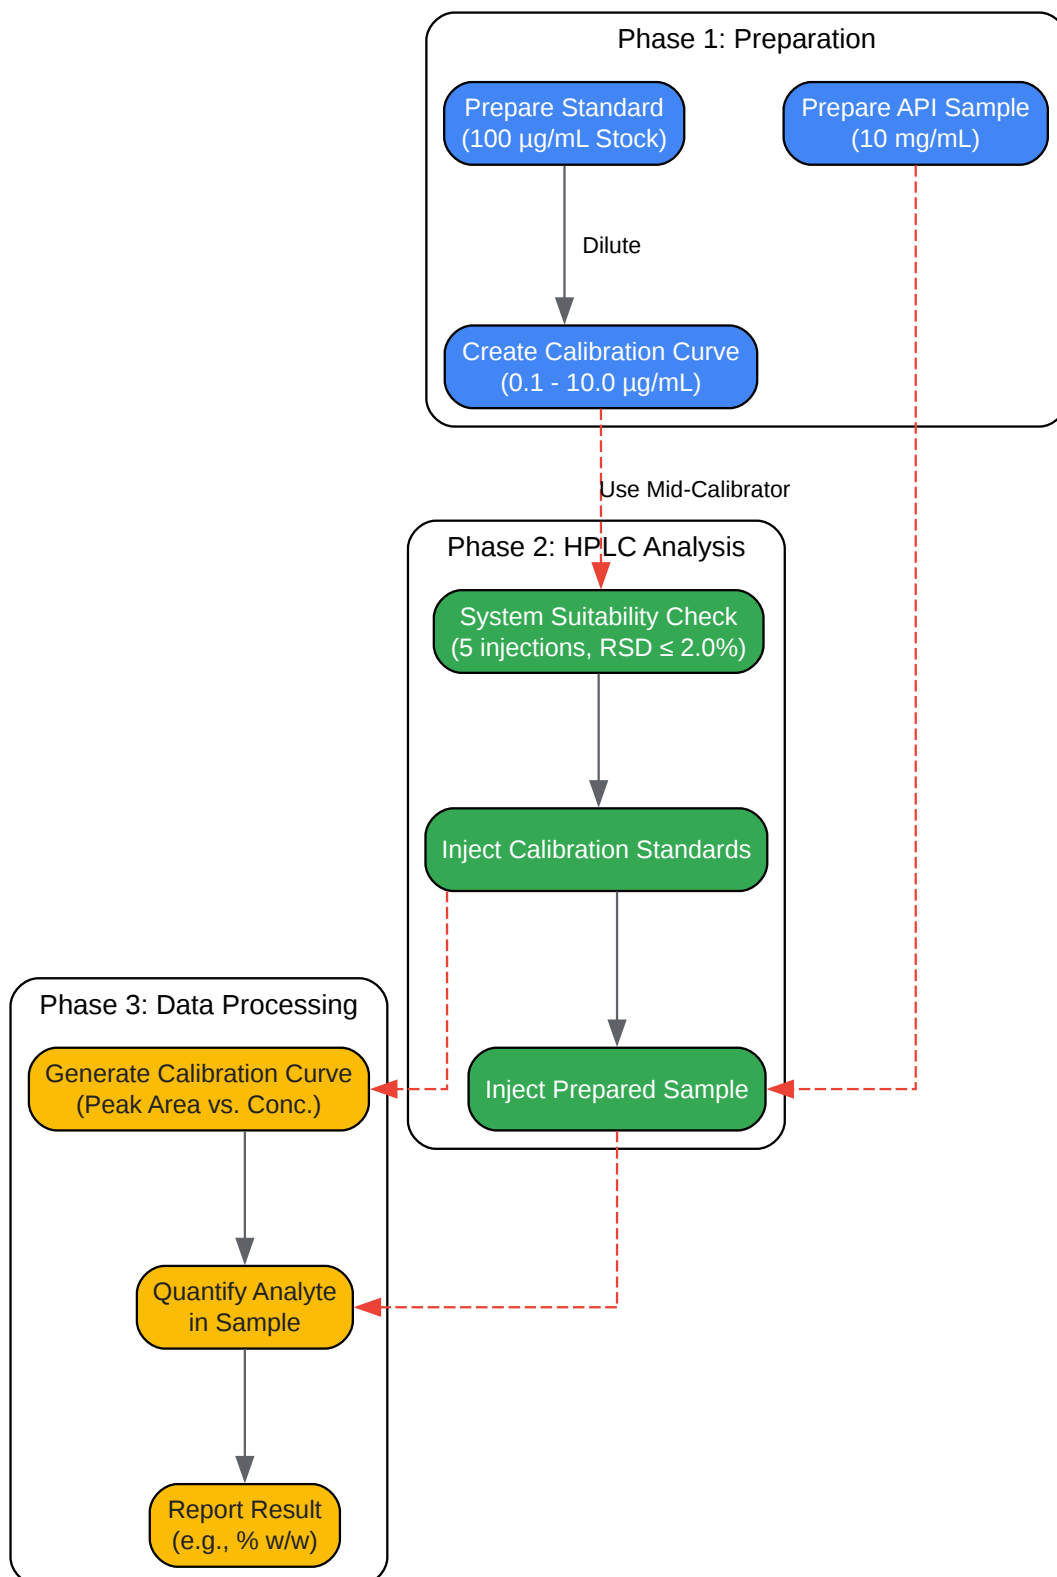 Phase 1: Preparation
Prepare Standard
(100 µg/mL Stock)
Prepare API Sample
(10 mg/mL)
Dilute
Create Calibration Curve
(0.1 - 10.0 µg/mL)
Use Mid-Calibrator
Phase 2: HPLC Analysis
System Suitability Check
(5 injections, RSD ≤ 2.0%)
Inject Calibration Standards
Phase 3: Data Processing
Generate Calibration Curve
(Peak Area vs. Conc.)
Inject Prepared Sample
Quantify Analyte
in Sample
Report Result
(e.g., % w/w)